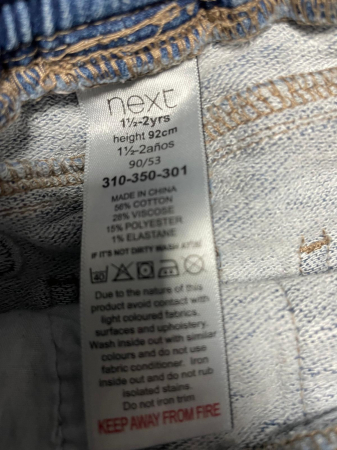 next
1½-2yrs
height 92cm
1½-2años
90/53
310-350-301
MADE IN CHINA
56% COTTON
28% VISCOSE
15% POLYESTER
1% ELASTANE
IF IT'S NOT DIRTY WASH AT 30
40
Due to the nature of this
product avoid contact with
light coloured fabrics,
surfaces and upholstery.
Wash inside out with similar
colours and do not use
fabric conditioner. Iron
inside out and do not rub
isolated stains.
Do not iron trim
KEEP AWAY FROM FIRE